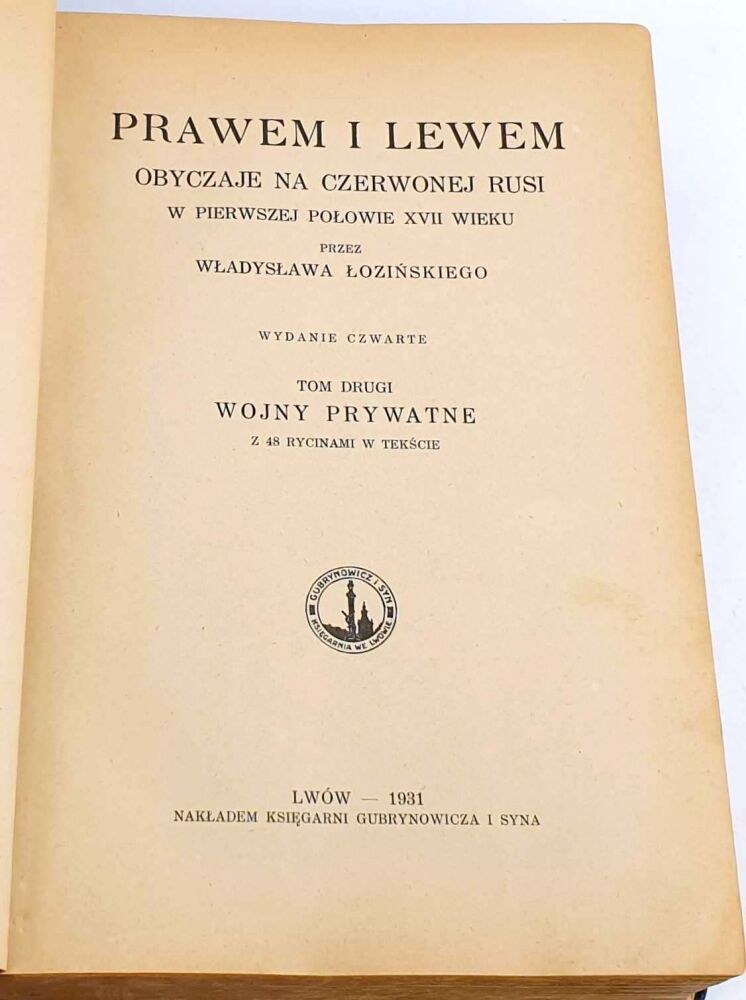 PRAWEM I LEWEM
OBYCZAJE NA CZERWONEJ RUSI
W PIERWSZEJ POŁOWIE XVII WIEKU
PRZEZ
WŁADYSŁAWA ŁOZIŃSKIEGO
WYDANIE CZWARTE
TOM DRUGI
WOJNY PRYWATNE
Z 48 RYCINAMI W TEKŚCIE
GUBRYNOWICZ I SYN
KSIĘGARNIA WE LWOWIE
LWÓW — 1931
NAKŁADEM KSIĘGARNI GUBRYNOWICZA I SYNA